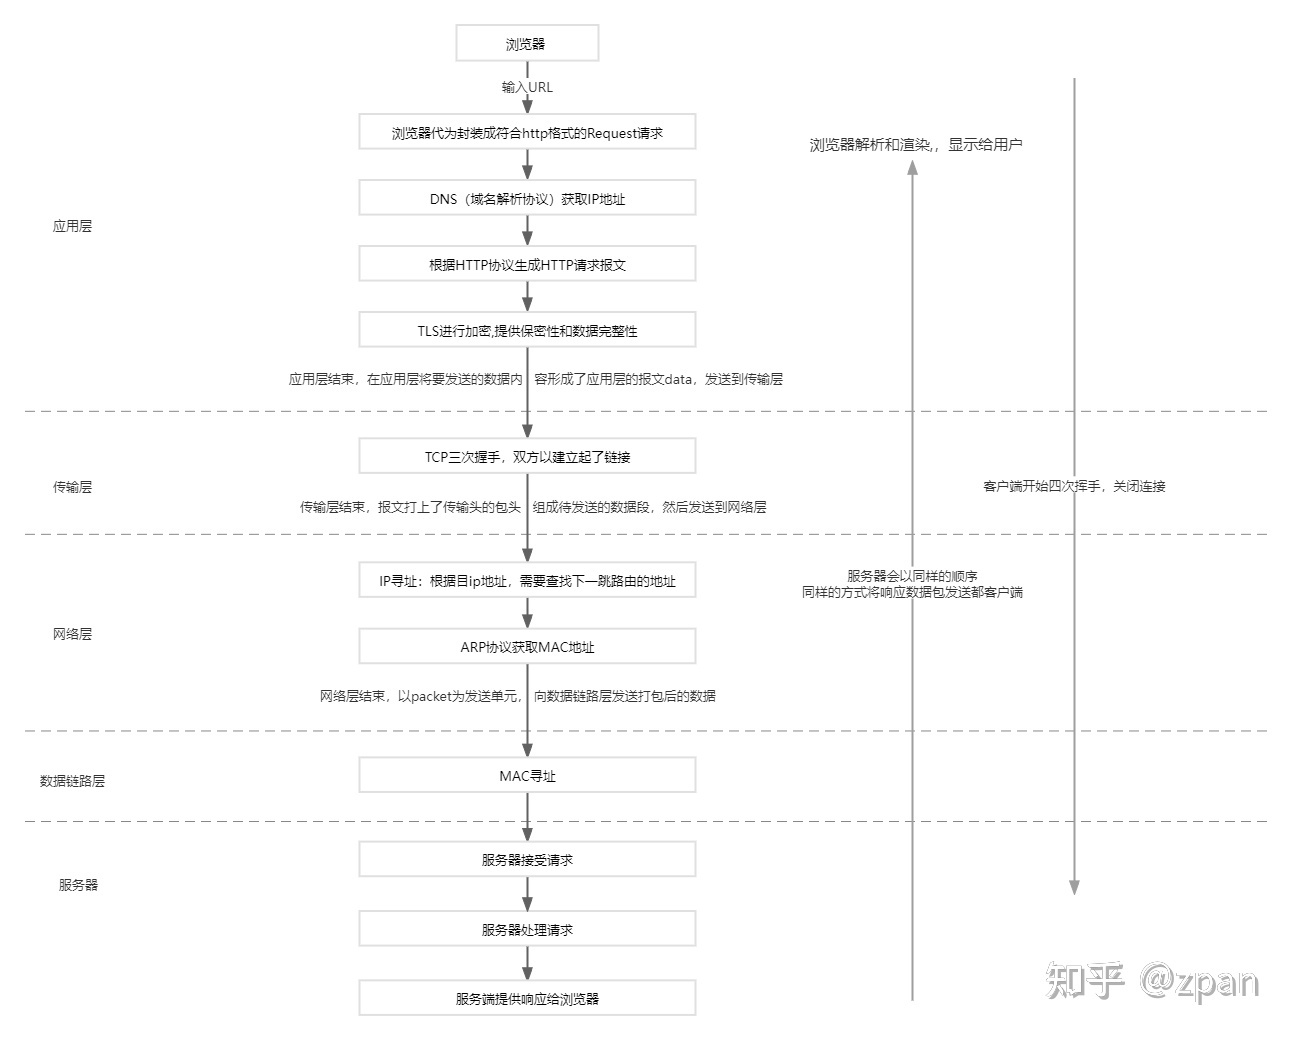 浏览器
输入URL
浏览器代为封装成符合http格式的Request请求
浏览器解析和渲染,，显示给用户
DNS（域名解析协议）获取IP地址
应用层
根据HTTP协议生成HTTP请求报文
TLS进行加密,提供保密性和数据完整性
应用层结束，在应用层将要发送的数据内 容形成了应用层的报文data，发送到传输层
TCP三次握手，双方以建立起了链接
传输层
客户端开始四次挥手，关闭连接
传输层结束，报文打上了传输头的包头 组成待发送的数据段，然后发送到网络层
IP寻址：根据目ip地址，需要查找下一跳路由的地址
服务器会以同样的顺序
同样的方式将响应数据包发送都客户端
网络层
ARP协议获取MAC地址
网络层结束，以packet为发送单元， 向数据链路层发送打包后的数据
数据链路层
MAC寻址
服务器接受请求
服务器
服务器处理请求
服务端提供响应给浏览器
知乎 @zpan